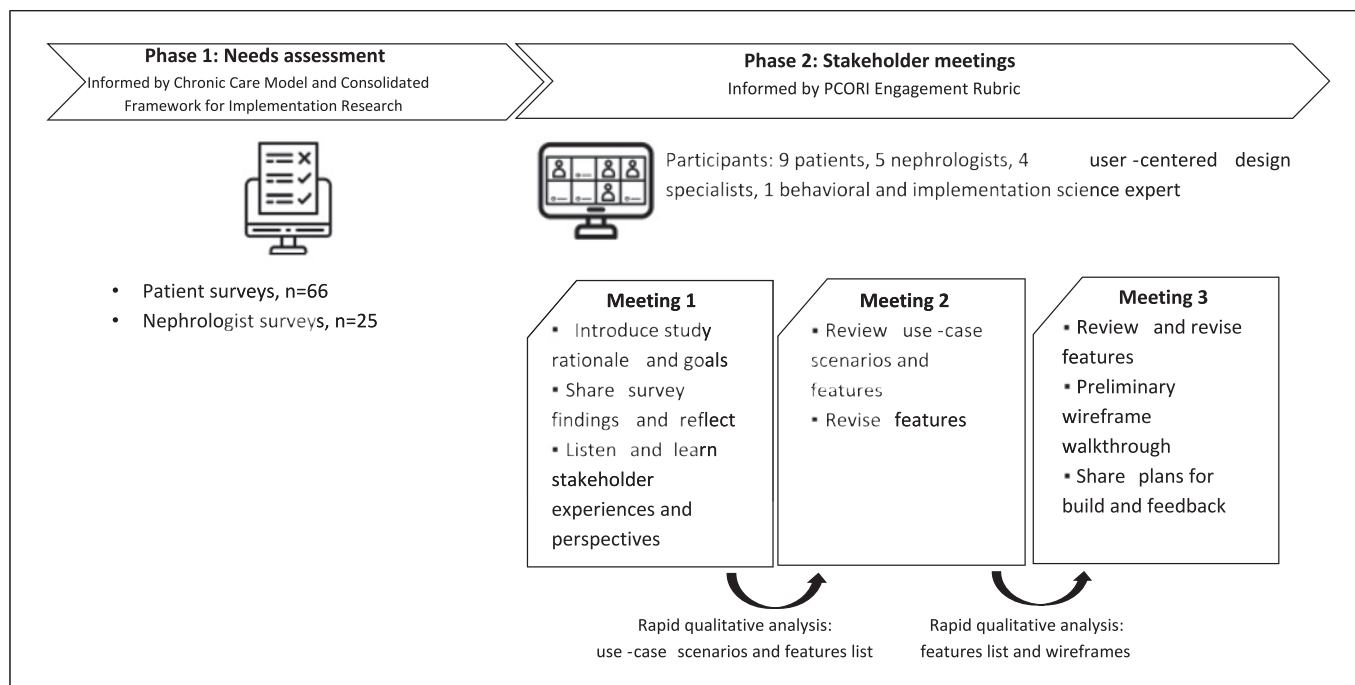 Phase 1: Needs assessment
Informed by Chronic Care Model and Consolidated
Framework for Implementation Research
Phase 2: Stakeholder meetings
Informed by PCORI Engagement Rubric
Participants: 9 patients, 5 nephrologists, 4 user-centered design
specialists, 1 behavioral and implementation science expert
• Patient surveys, n=66
• Nephrologist surveys, n=25
Meeting 1
▪ Introduce study
rationale and goals
▪ Share survey
findings and reflect
▪ Listen and learn
stakeholder
experiences and
perspectives
Meeting 2
▪ Review use-case
scenarios and
features
▪ Revise features
Meeting 3
▪ Review and revise
features
▪ Preliminary
wireframe
walkthrough
▪ Share plans for
build and feedback
Rapid qualitative analysis:
use-case scenarios and features list
Rapid qualitative analysis:
features list and wireframes